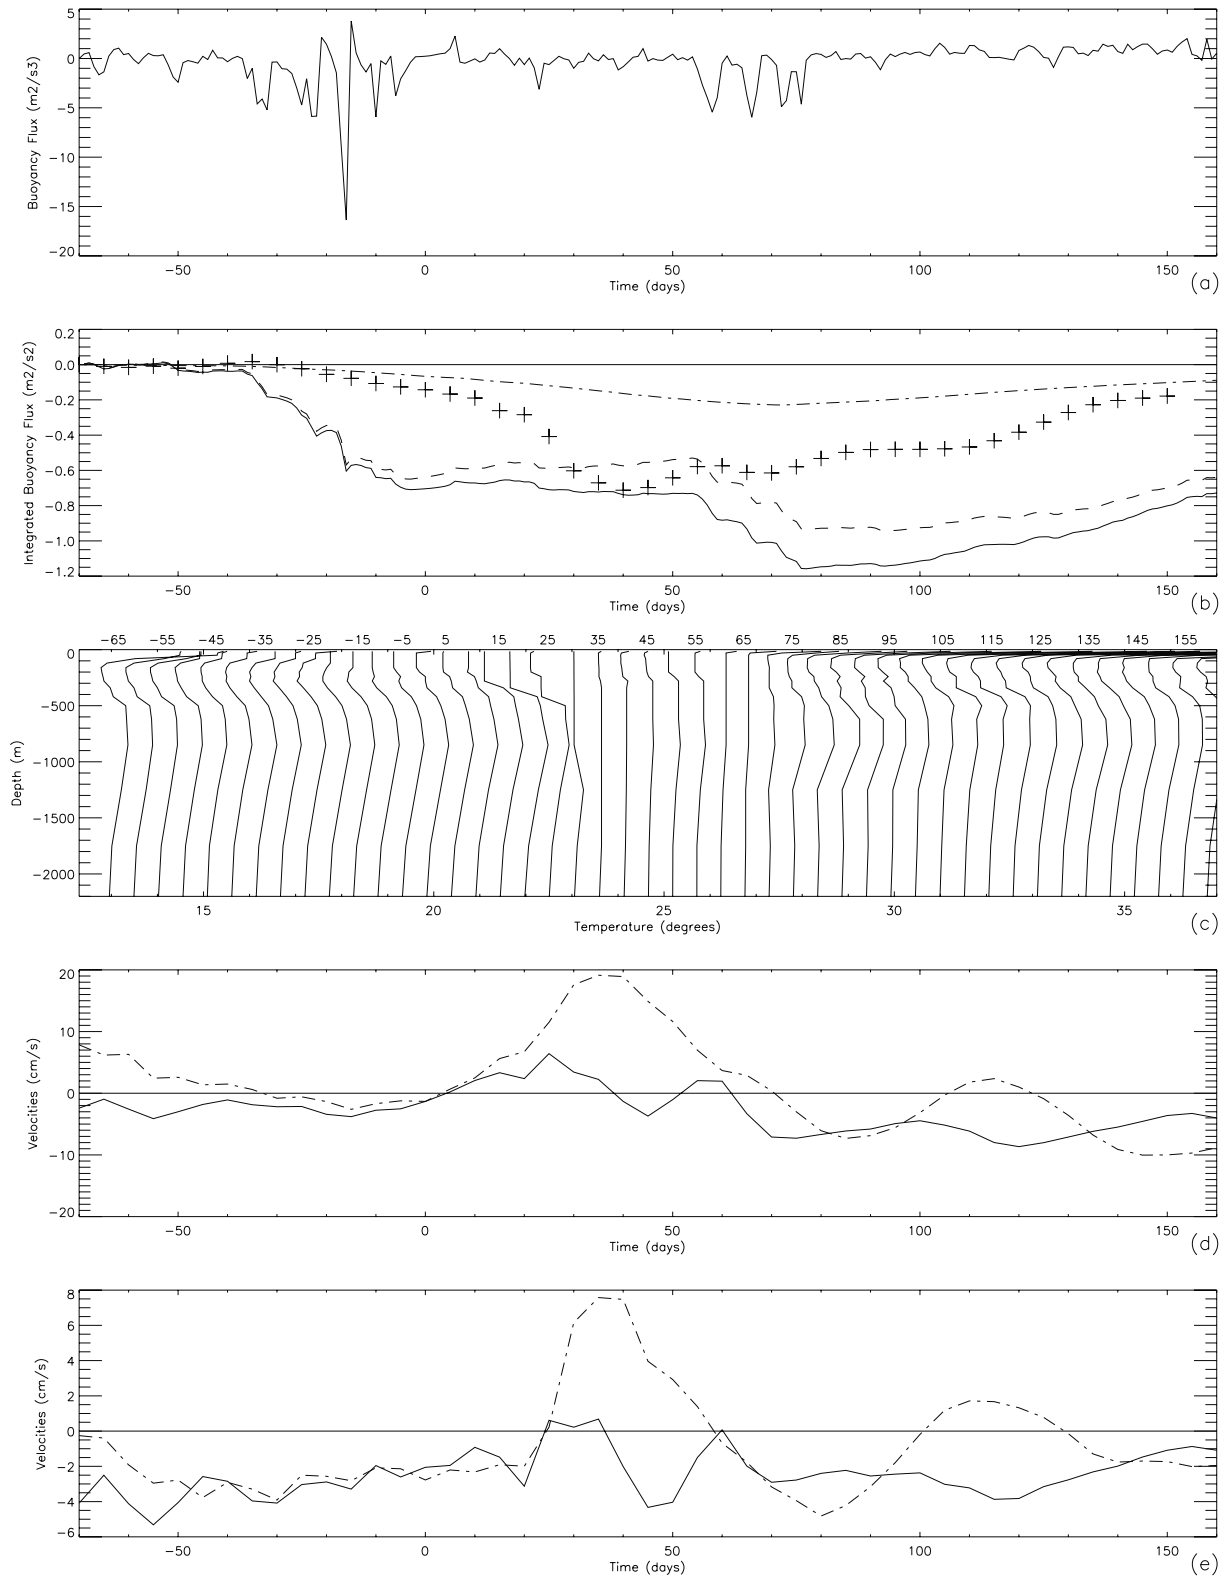 5
0
−5
−10
−15
−20
Buoyancy Flux (m2/s3)
−50 0 50 100 150
Time (days)
(a)
0.2
0.0
−0.2
−0.4
−0.6
−0.8
−1.0
−1.2
Integrated Buoyancy Flux (m2/s2)
−50 0 50 100 150
Time (days)
(b)
−65 −55 −45 −35 −25 −15 −5 5 15 25 35 45 55 65 75 85 95 105 115 125 135 145 155
0
−500
−1000
−1500
−2000
Depth (m)
15 20 25 30 35
Temperature (degrees)
(c)
20
10
0
−10
−20
Velocities (cm/s)
−50 0 50 100 150
Time (days)
(d)
8
6
4
2
0
−2
−4
−6
Velocities (cm/s)
−50 0 50 100 150
Time (days)
(e)